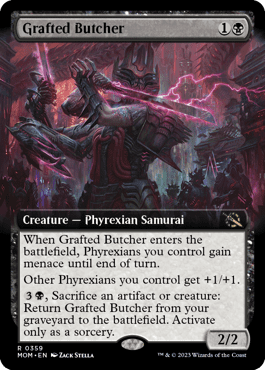 Grafted Butcher 1
Creature — Phyrexian Samurai
When Grafted Butcher enters the
battlefield, Phyrexians you control gain
menace until end of turn.
Other Phyrexians you control get +1/+1.
3, Sacrifice an artifact or creature:
Return Grafted Butcher from your
graveyard to the battlefield. Activate
only as a sorcery.
2/2
R 0359
MOM • EN ZACK STELLA
™ & © 2023 Wizards of the Coast